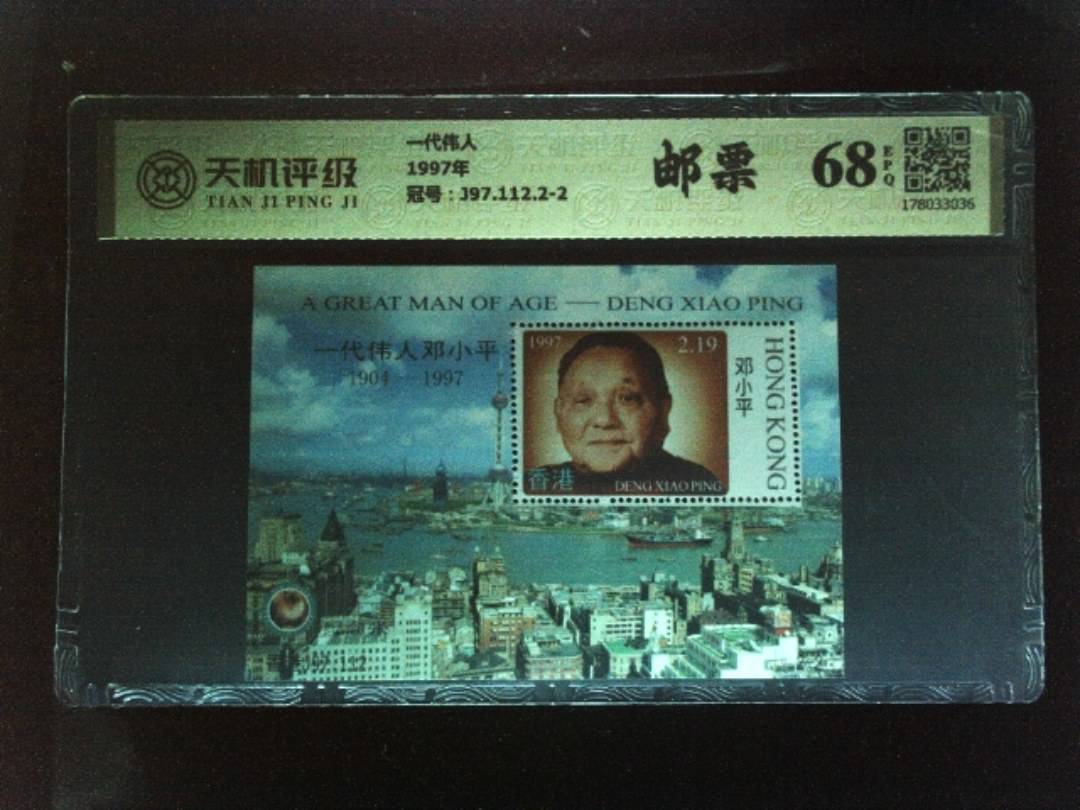 天机评级
TIAN JI PING JI
一代伟人
1997年
冠号：J97.112.2-2
邮票
68
EPQ
178033036
A GREAT MAN OF AGE — DENG XIAO PING
一代伟人邓小平
1904 — 1997
1997
2.19
邓小平
HONG KONG
香港
DENG XIAO PING